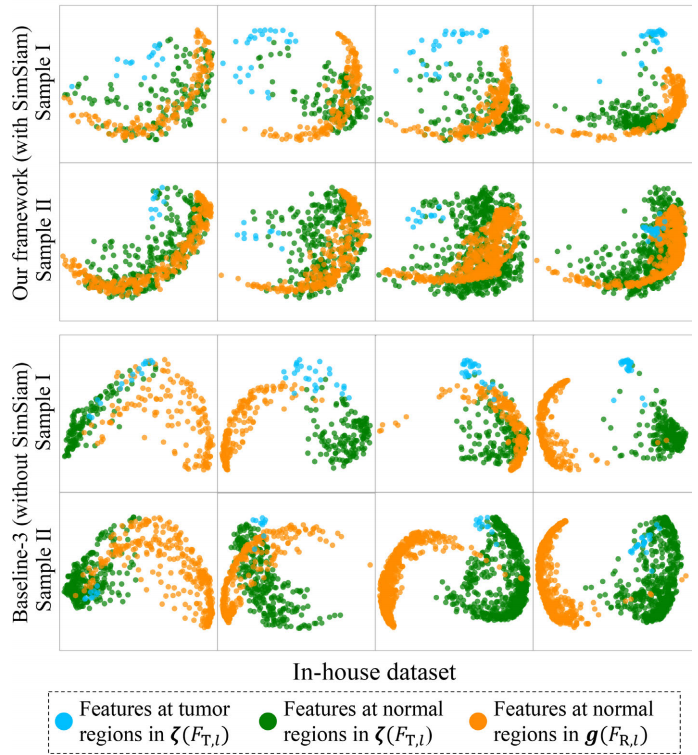 Our framework (with SimSiam)
Sample I
Sample II
Baseline-3 (without SimSiam)
Sample I
Sample II
In-house dataset
Features at tumor
regions in ζ(F_T,l)
Features at normal
regions in ζ(F_T,l)
Features at normal
regions in g(F_R,l)